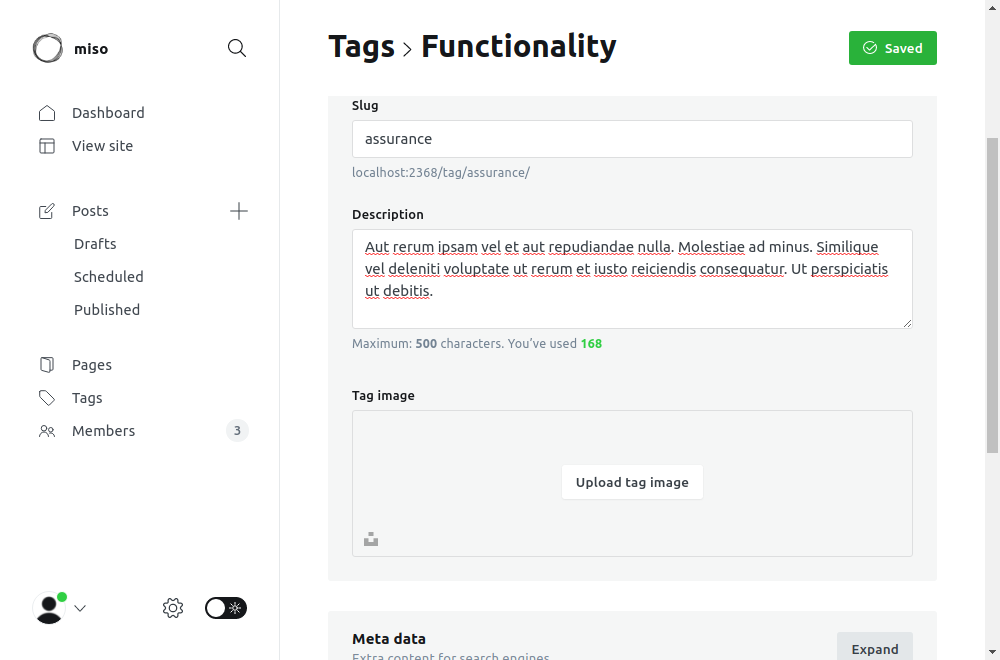 miso
Dashboard
View site
Posts
Drafts
Scheduled
Published
Pages
Tags
Members 3
Tags > Functionality
Saved
Slug
assurance
localhost:2368/tag/assurance/
Description
Aut rerum ipsam vel et aut repudiandae nulla. Molestiae ad minus. Similique
vel deleniti voluptate ut rerum et iusto reiciendis consequatur. Ut perspiciatis
ut debitis.
Maximum: 500 characters. You’ve used 168
Tag image
Upload tag image
Meta data
Extra content for search engines
Expand